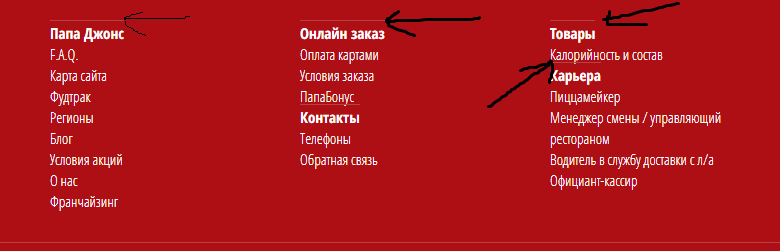 Папа Джонс
F.A.Q.
Карта сайта
Фудтрак
Регионы
Блог
Условия акций
О нас
Франчайзинг
Онлайн заказ
Оплата картами
Условия заказа
ПапаБонус
Контакты
Телефоны
Обратная связь
Товары
Калорийность и состав
Карьера
Пиццамейкер
Менеджер смены / управляющий
рестораном
Водитель в службу доставки с л/а
Официант-кассир